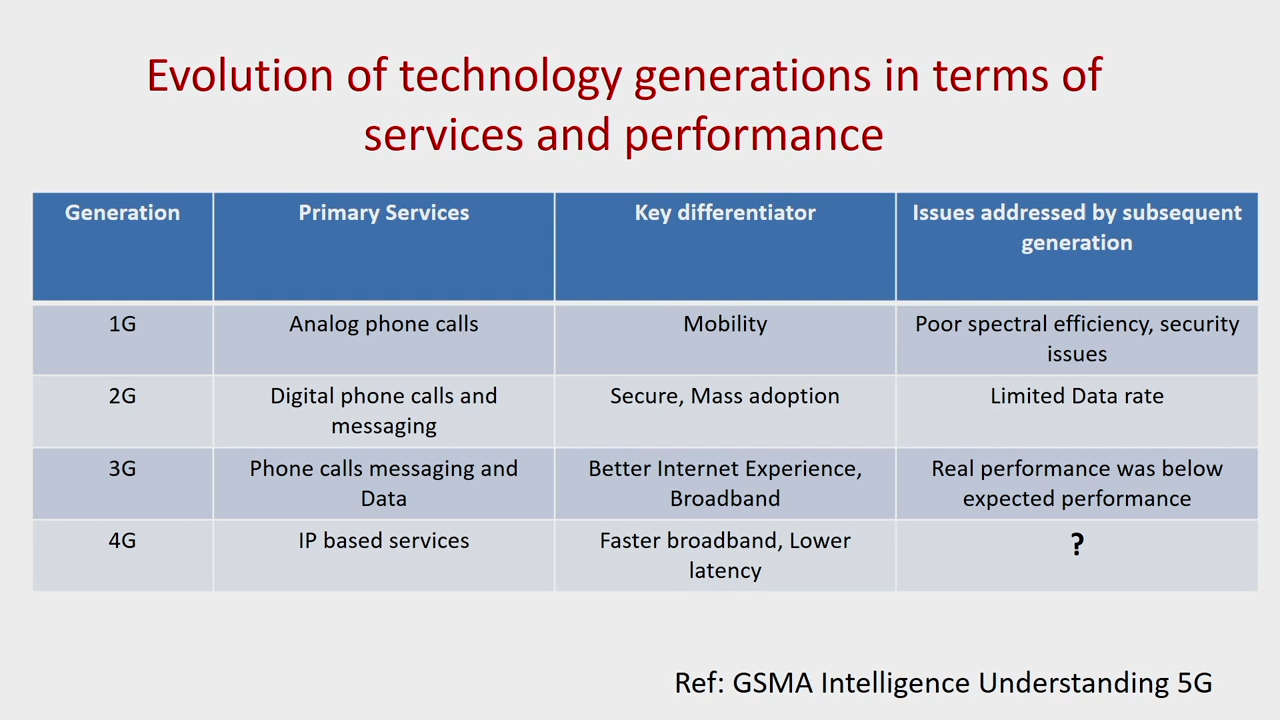 Evolution of technology generations in terms of
services and performance
Generation
Primary Services
Key differentiator
Issues addressed by subsequent
generation
1G
Analog phone calls
Mobility
Poor spectral efficiency, security
issues
2G
Digital phone calls and
messaging
Secure, Mass adoption
Limited Data rate
3G
Phone calls messaging and
Data
Better Internet Experience,
Broadband
Real performance was below
expected performance
4G
IP based services
Faster broadband, Lower
latency
?
Ref: GSMA Intelligence Understanding 5G